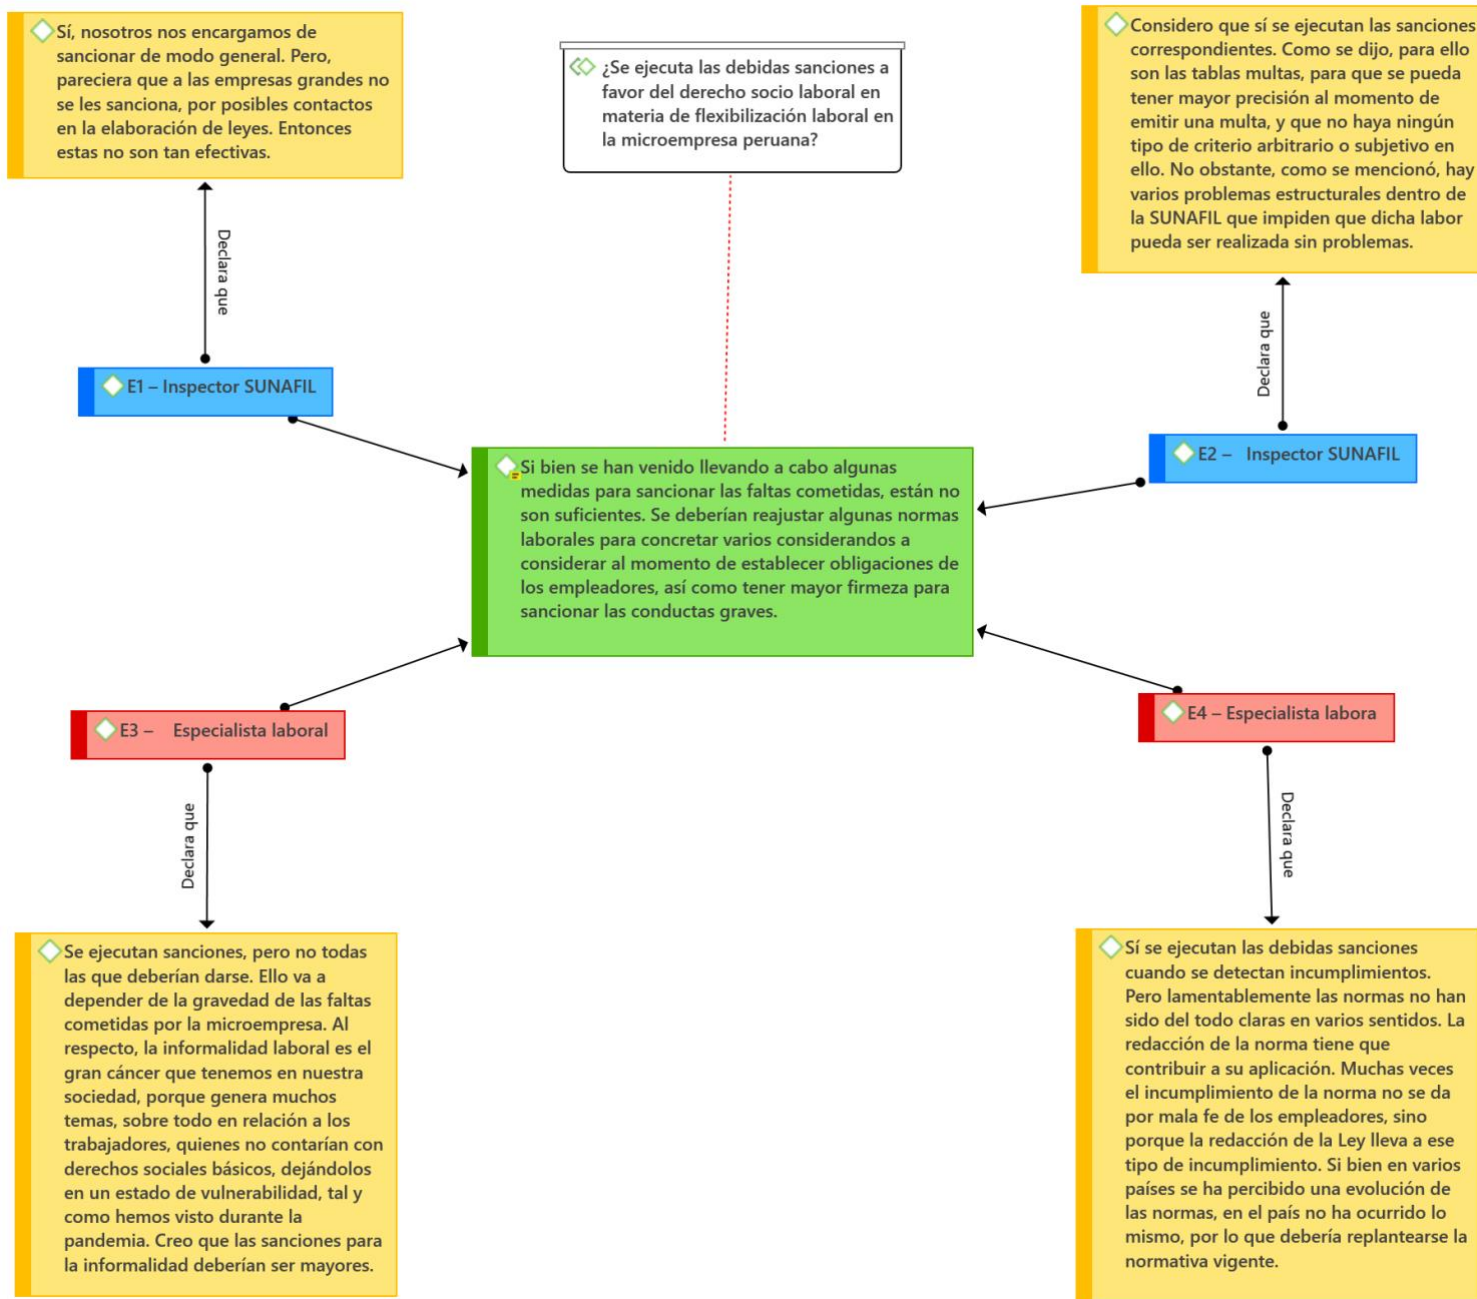 Sí, nosotros nos encargamos de
sancionar de modo general. Pero,
pareciera que a las empresas grandes no
se les sanciona, por posibles contactos
en la elaboración de leyes. Entonces
estas no son tan efectivas.
¿Se ejecuta las debidas sanciones a
favor del derecho socio laboral en
materia de flexibilización laboral en
la microempresa peruana?
Considero que sí se ejecutan las sanciones
correspondientes. Como se dijo, para ello
son las tablas multas, para que se pueda
tener mayor precisión al momento de
emitir una multa, y que no haya ningún
tipo de criterio arbitrario o subjetivo en
ello. No obstante, como se mencionó, hay
varios problemas estructurales dentro de
la SUNAFIL que impiden que dicha labor
pueda ser realizada sin problemas.
Declara que
Declara que
E1 – Inspector SUNAFIL
E2 – Inspector SUNAFIL
Si bien se han venido llevando a cabo algunas
medidas para sancionar las faltas cometidas, están no
son suficientes. Se deberían reajustar algunas normas
laborales para concretar varios considerandos a
considerar al momento de establecer obligaciones de
los empleadores, así como tener mayor firmeza para
sancionar las conductas graves.
E3 – Especialista laboral
E4 – Especialista labora
Declara que
Declara que
Se ejecutan sanciones, pero no todas
las que deberían darse. Ello va a
depender de la gravedad de las faltas
cometidas por la microempresa. Al
respecto, la informalidad laboral es el
gran cáncer que tenemos en nuestra
sociedad, porque genera muchos
temas, sobre todo en relación a los
trabajadores, quienes no contarían con
derechos sociales básicos, dejándolos
en un estado de vulnerabilidad, tal y
como hemos visto durante la
pandemia. Creo que las sanciones para
la informalidad deberían ser mayores.
Sí se ejecutan las debidas sanciones
cuando se detectan incumplimientos.
Pero lamentablemente las normas no han
sido del todo claras en varios sentidos. La
redacción de la norma tiene que
contribuir a su aplicación. Muchas veces
el incumplimiento de la norma no se da
por mala fe de los empleadores, sino
porque la redacción de la Ley lleva a ese
tipo de incumplimiento. Si bien en varios
países se ha percibido una evolución de
las normas, en el país no ha ocurrido lo
mismo, por lo que debería replantearse la
normativa vigente.